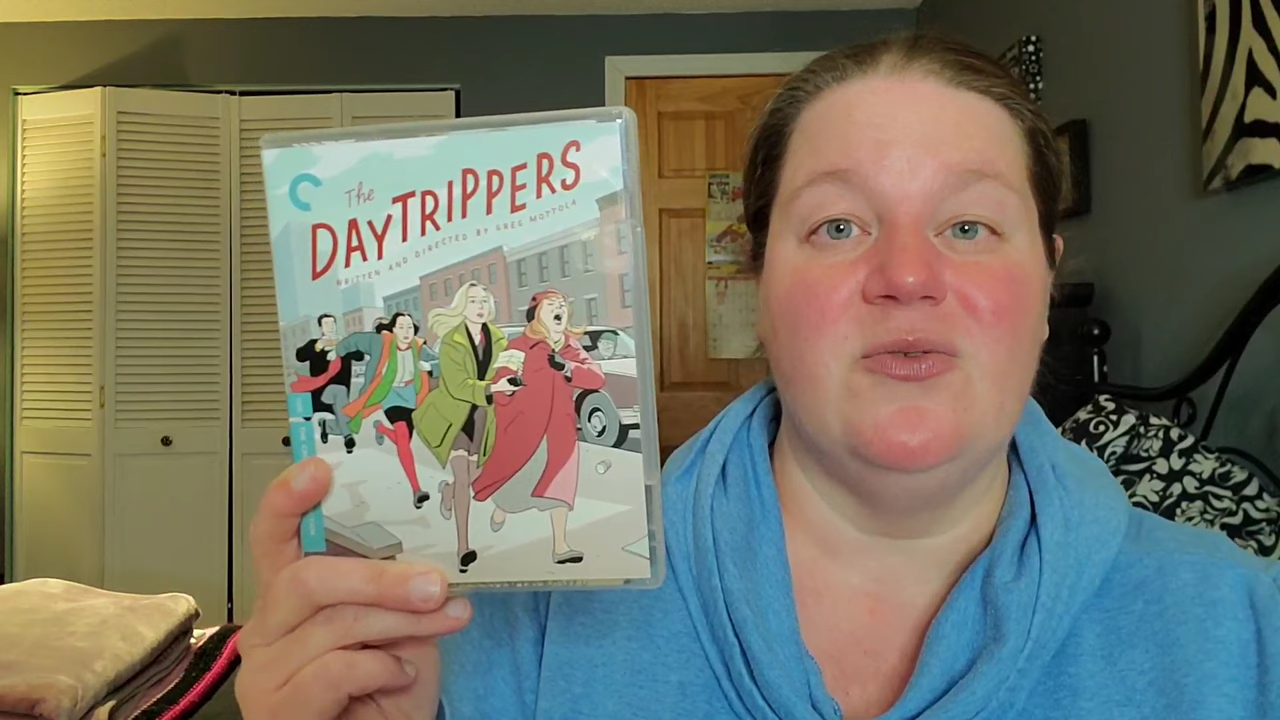 The
DAYTRIPPERS
WRITTEN AND DIRECTED BY GREG MOTTOLA